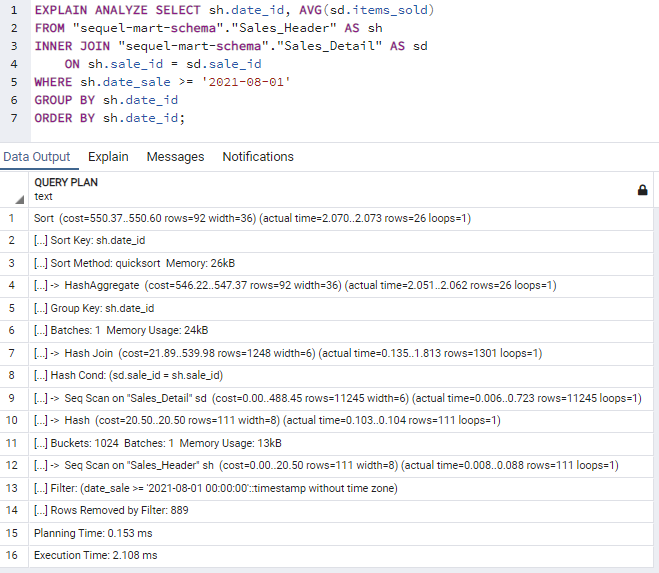 1 EXPLAIN ANALYZE SELECT sh.date_id, AVG(sd.items_sold)
2 FROM "sequel-mart-schema"."Sales_Header" AS sh
3 INNER JOIN "sequel-mart-schema"."Sales_Detail" AS sd
4 ON sh.sale_id = sd.sale_id
5 WHERE sh.date_sale >= '2021-08-01'
6 GROUP BY sh.date_id
7 ORDER BY sh.date_id;
Data Output Explain Messages Notifications
QUERY PLAN
text
1 Sort (cost=550.37..550.60 rows=92 width=36) (actual time=2.070..2.073 rows=26 loops=1)
2 [...] Sort Key: sh.date_id
3 [...] Sort Method: quicksort Memory: 26kB
4 [...] -> HashAggregate (cost=546.22..547.37 rows=92 width=36) (actual time=2.051..2.062 rows=26 loops=1)
5 [...] Group Key: sh.date_id
6 [...] Batches: 1 Memory Usage: 24kB
7 [...] -> Hash Join (cost=21.89..539.98 rows=1248 width=6) (actual time=0.135..1.813 rows=1301 loops=1)
8 [...] Hash Cond: (sd.sale_id = sh.sale_id)
9 [...] -> Seq Scan on "Sales_Detail" sd (cost=0.00..488.45 rows=11245 width=6) (actual time=0.006..0.723 rows=11245 loops=1)
10 [...] -> Hash (cost=20.50..20.50 rows=111 width=8) (actual time=0.103..0.104 rows=111 loops=1)
11 [...] Buckets: 1024 Batches: 1 Memory Usage: 13kB
12 [...] -> Seq Scan on "Sales_Header" sh (cost=0.00..20.50 rows=111 width=8) (actual time=0.008..0.088 rows=111 loops=1)
13 [...] Filter: (date_sale >= '2021-08-01 00:00:00'::timestamp without time zone)
14 [...] Rows Removed by Filter: 889
15 Planning Time: 0.153 ms
16 Execution Time: 2.108 ms